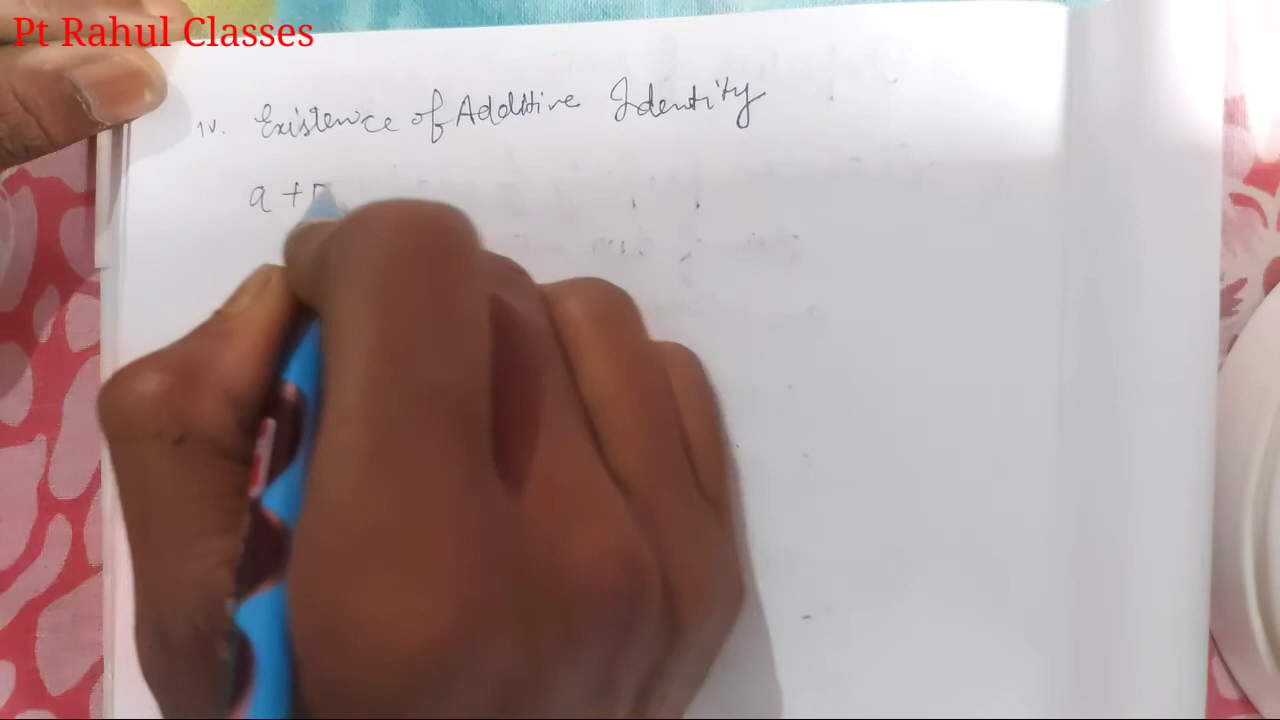 Pt Rahul Classes
iv. Existence of Additive Identity
a +